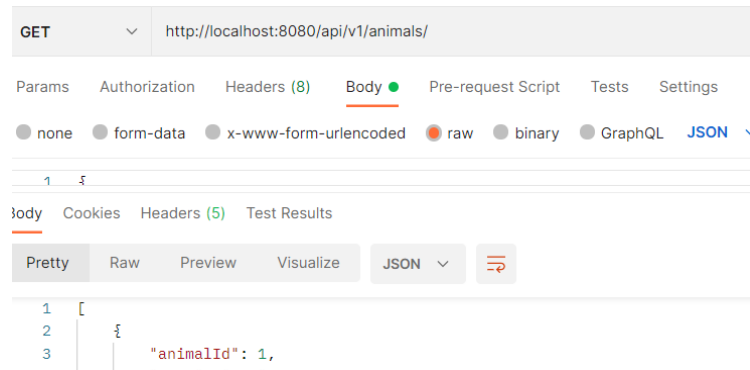 GET http://localhost:8080/api/v1/animals/
Params Authorization Headers (8) Body Pre-request Script Tests Settings
none form-data x-www-form-urlencoded raw binary GraphQL JSON
1 {
Body Cookies Headers (5) Test Results
Pretty Raw Preview Visualize JSON
1 [
2 {
3 "animalId": 1,